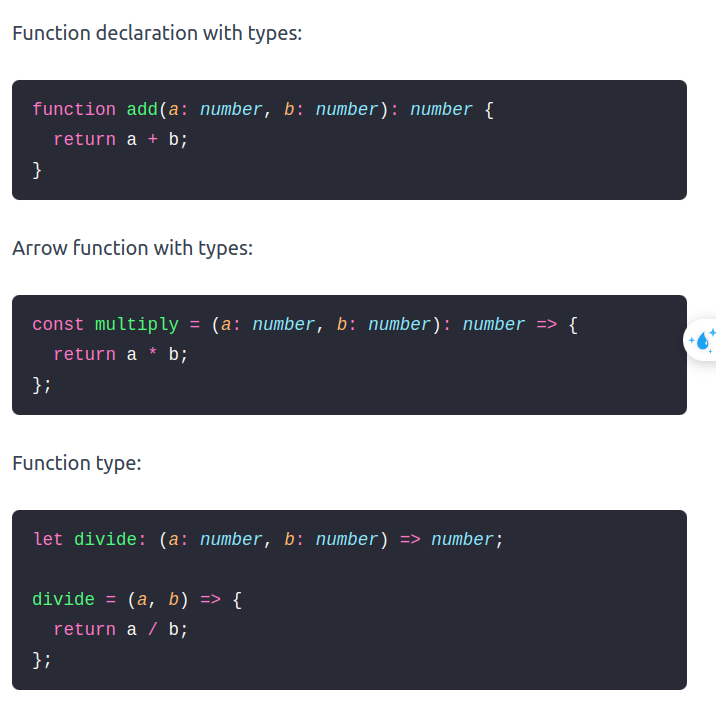 Function declaration with types:
function add(a: number, b: number): number {
  return a + b;
}
Arrow function with types:
const multiply = (a: number, b: number): number => {
  return a * b;
};
Function type:
let divide: (a: number, b: number) => number;
divide = (a, b) => {
  return a / b;
};